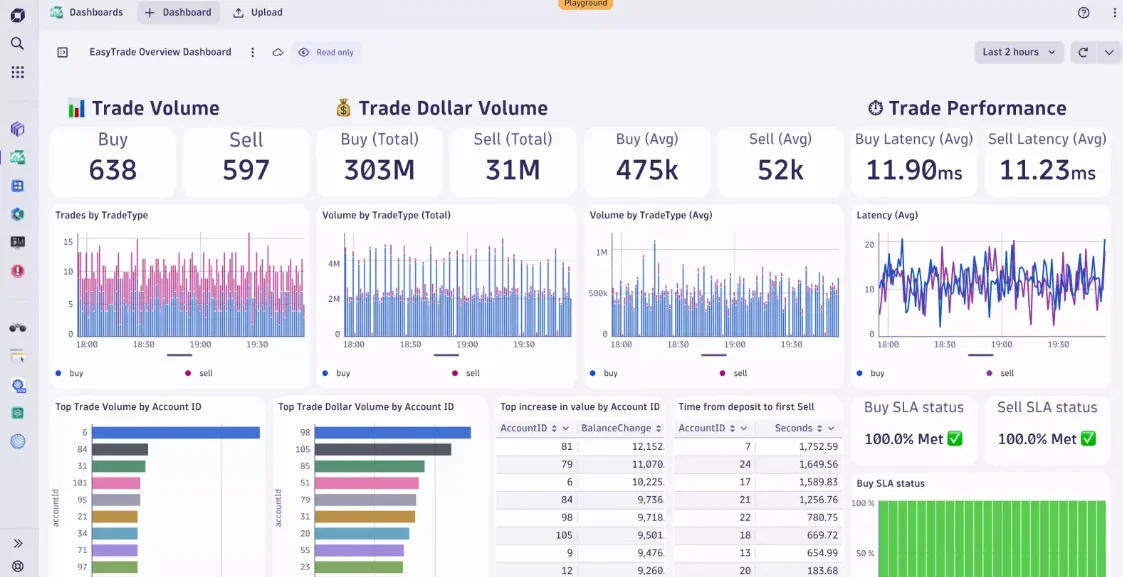 Playground
Dashboards
+ Dashboard
Upload
EasyTrade Overview Dashboard
Read only
Last 2 hours
Trade Volume
Trade Dollar Volume
Trade Performance
Buy
638
Sell
597
Buy (Total)
303M
Sell (Total)
31M
Buy (Avg)
475k
Sell (Avg)
52k
Buy Latency (Avg)
11.90ms
Sell Latency (Avg)
11.23ms
Trades by TradeType
15
10
5
0
18:00 18:30 19:00 19:30
buy sell
Volume by TradeType (Total)
4M
2M
0
18:00 18:30 19:00 19:30
buy sell
Volume by TradeType (Avg)
1M
500k
0
18:00 18:30 19:00 19:30
buy sell
Latency (Avg)
20
10
0
18:00 18:30 19:00 19:30
buy sell
Top Trade Volume by Account ID
accountId
6
84
31
101
95
21
34
71
97
Top Trade Dollar Volume by Account ID
accountId
98
105
85
51
79
31
20
55
23
Top increase in value by Account ID
AccountID BalanceChange
81 12,152.
79 11,070.
6 10,225.
84 9,736.
98 9,718.
105 9,501.
9 9,476.
12 9,260.
Time from deposit to first Sell
AccountID Seconds
7 1,752.59
24 1,649.56
17 1,589.83
21 1,256.76
22 780.75
18 669.72
13 654.99
20 183.68
Buy SLA status
100.0% Met
Sell SLA status
100.0% Met
Buy SLA status
100 %
50 %